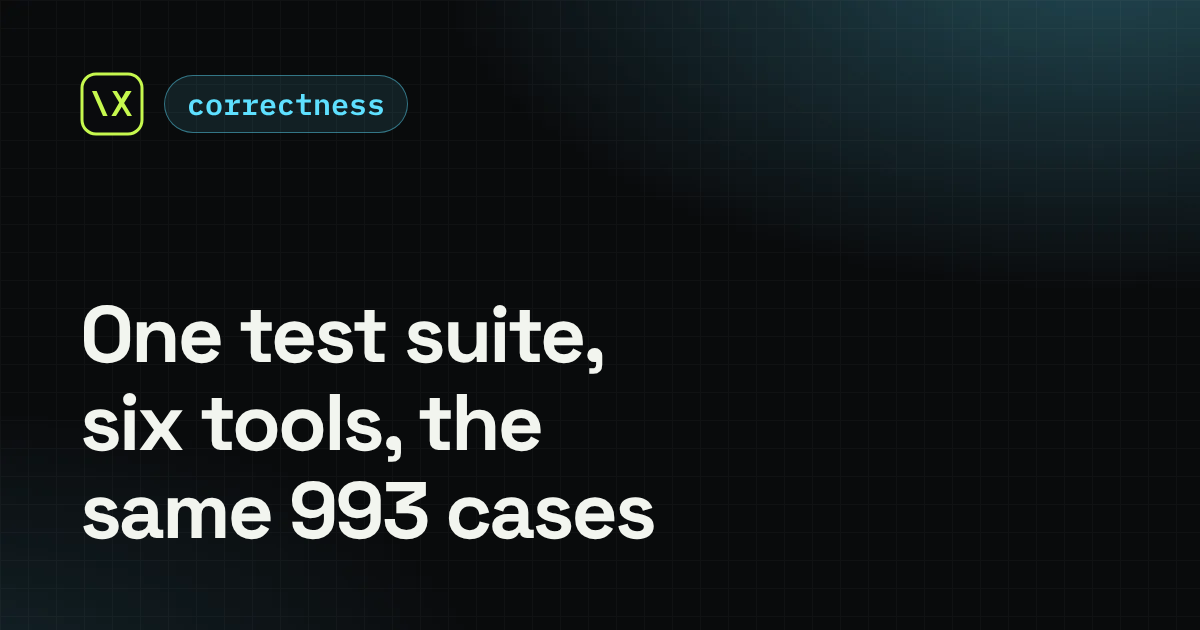 \X
correctness
One test suite,
six tools, the
same 993 cases